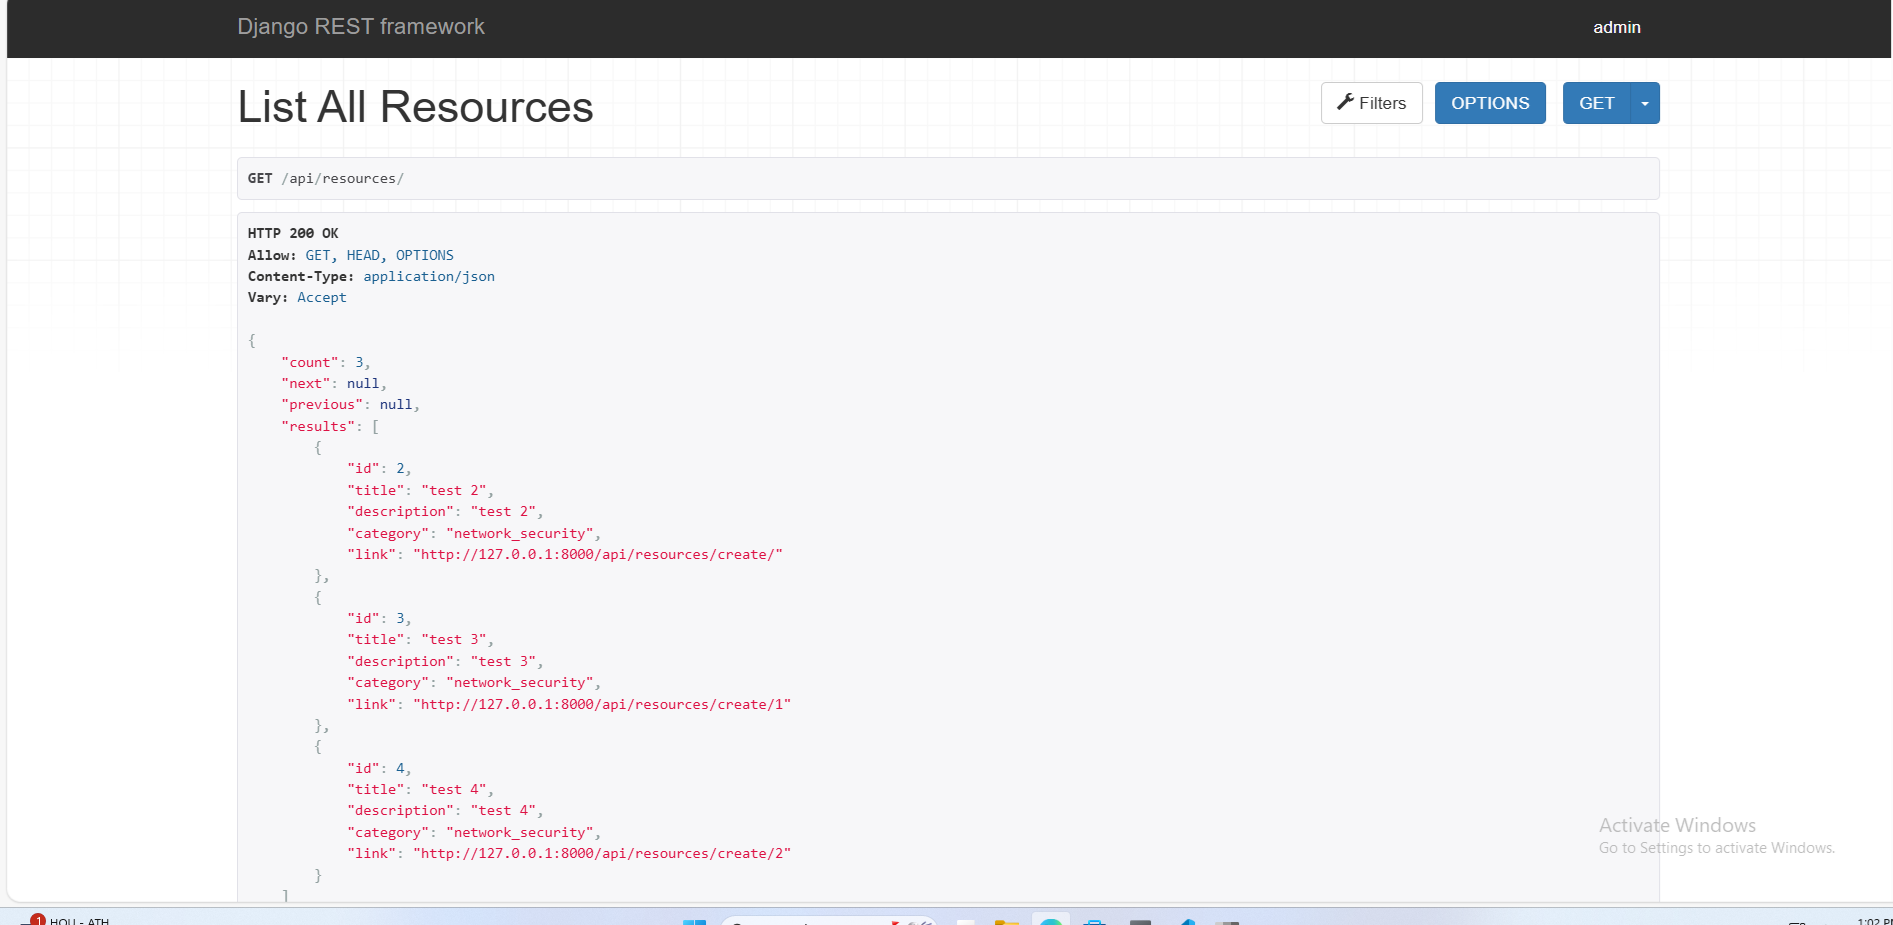 Django REST framework
admin
List All Resources
Filters
OPTIONS
GET
GET /api/resources/
HTTP 200 OK
Allow: GET, HEAD, OPTIONS
Content-Type: application/json
Vary: Accept
{
"count": 3,
"next": null,
"previous": null,
"results": [
{
"id": 2,
"title": "test 2",
"description": "test 2",
"category": "network_security",
"link": "http://127.0.0.1:8000/api/resources/create/"
},
{
"id": 3,
"title": "test 3",
"description": "test 3",
"category": "network_security",
"link": "http://127.0.0.1:8000/api/resources/create/1"
},
{
"id": 4,
"title": "test 4",
"description": "test 4",
"category": "network_security",
"link": "http://127.0.0.1:8000/api/resources/create/2"
}
]
Activate Windows
Go to Settings to activate Windows.
1
HOU - ATH
1:02 PM